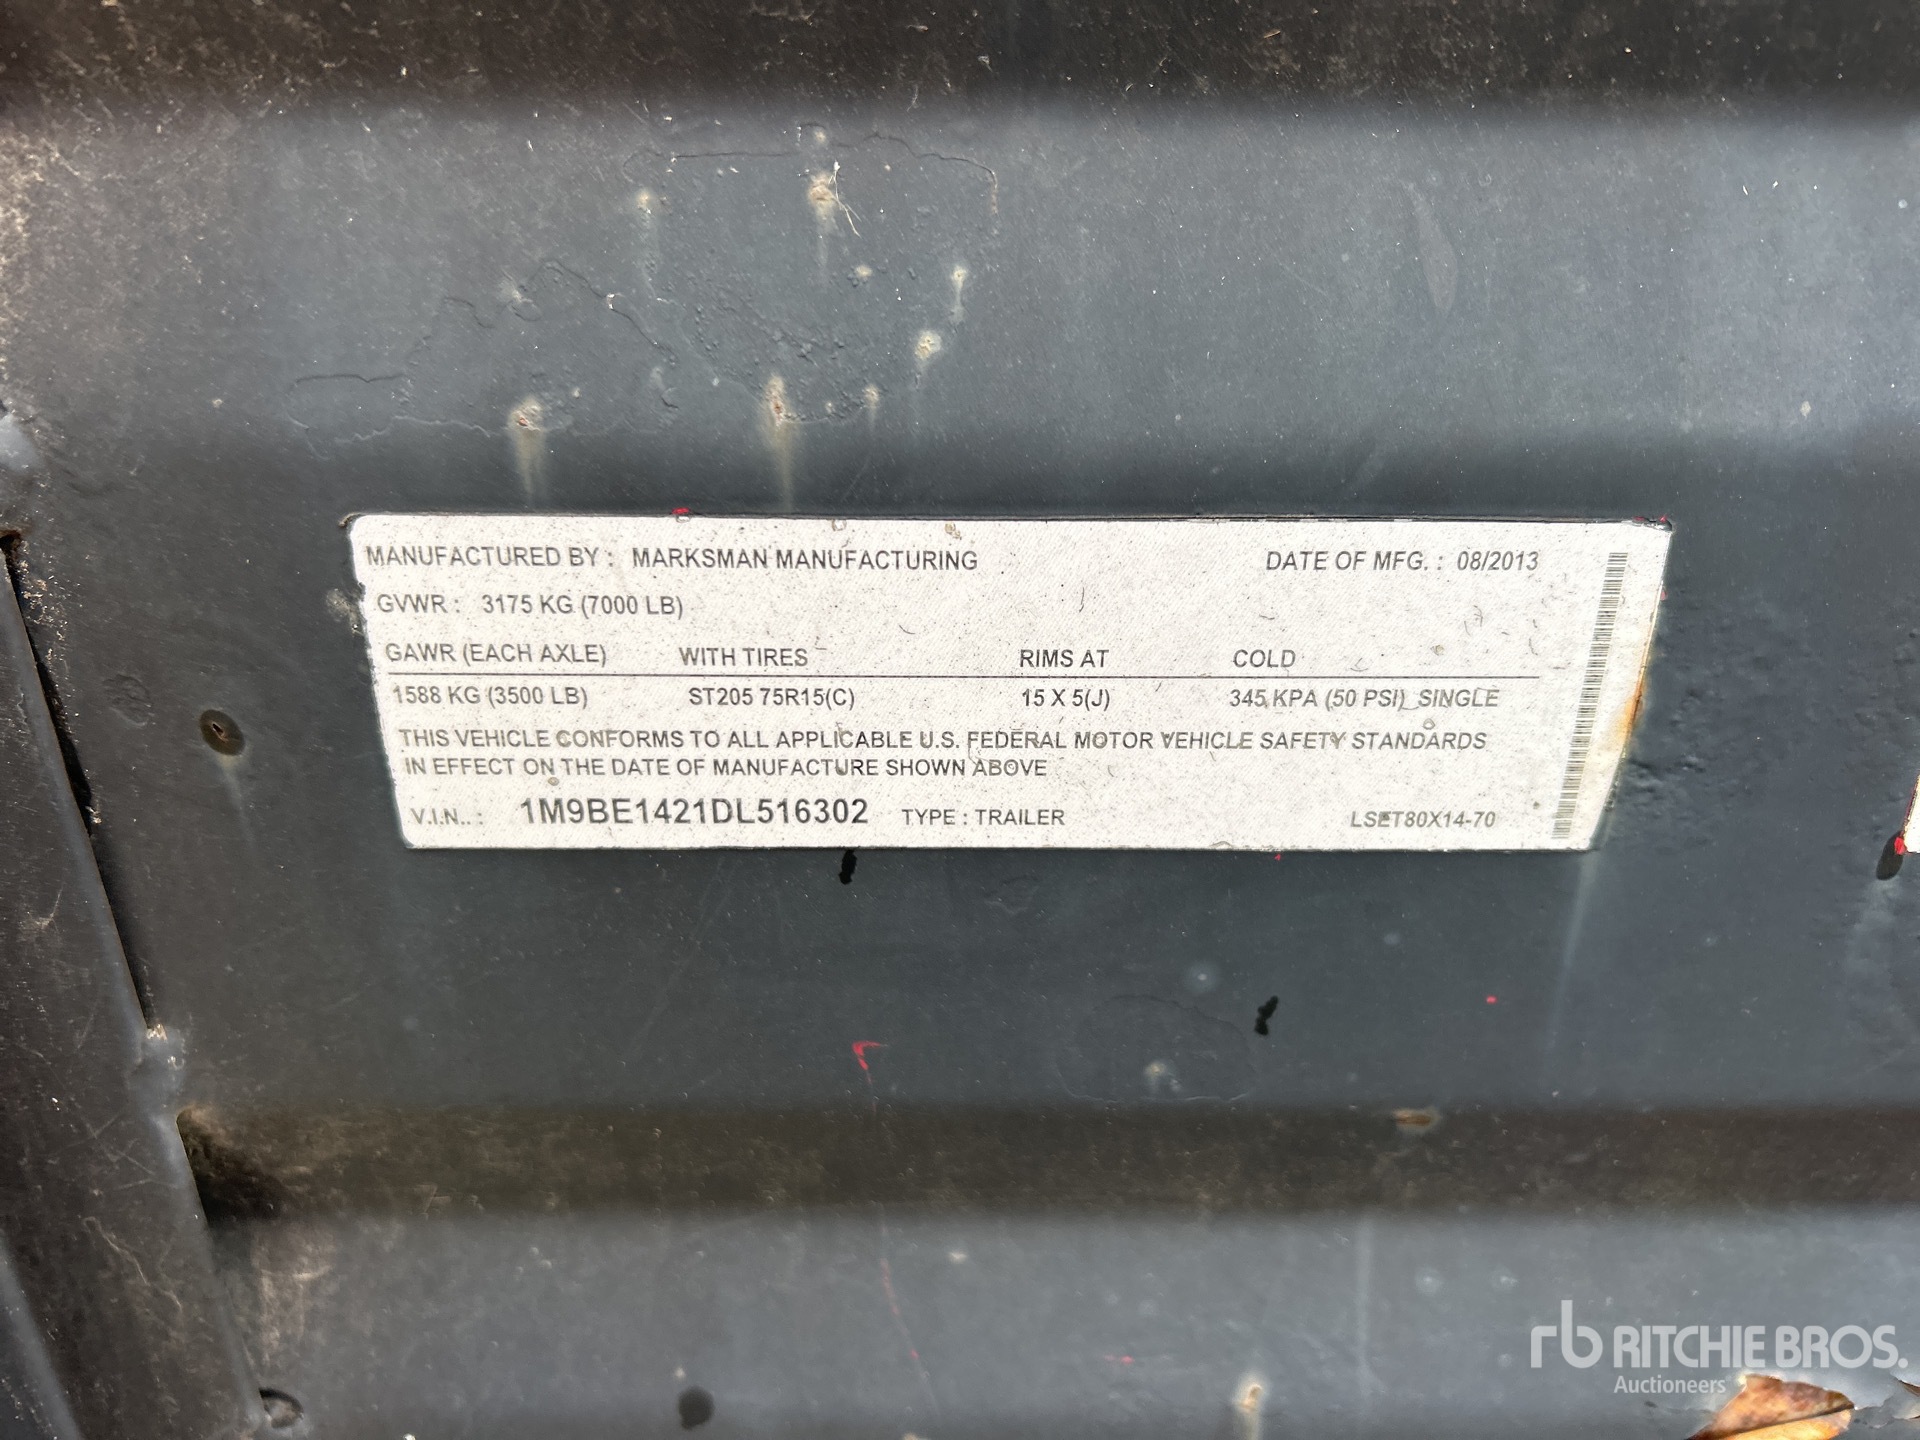 MANUFACTURED BY : MARKSMAN MANUFACTURING DATE OF MFG. : 08/2013
GVWR : 3175 KG (7000 LB)
GAWR (EACH AXLE) WITH TIRES RIMS AT COLD
1588 KG (3500 LB) ST205 75R15(C) 15 X 5(J) 345 KPA (50 PSI) SINGLE
THIS VEHICLE CONFORMS TO ALL APPLICABLE U.S. FEDERAL MOTOR VEHICLE SAFETY STANDARDS
IN EFFECT ON THE DATE OF MANUFACTURE SHOWN ABOVE
V.I.N.. : 1M9BE1421DL516302 TYPE : TRAILER LSET80X14-70
rb RITCHIE BROS.
Auctioneers